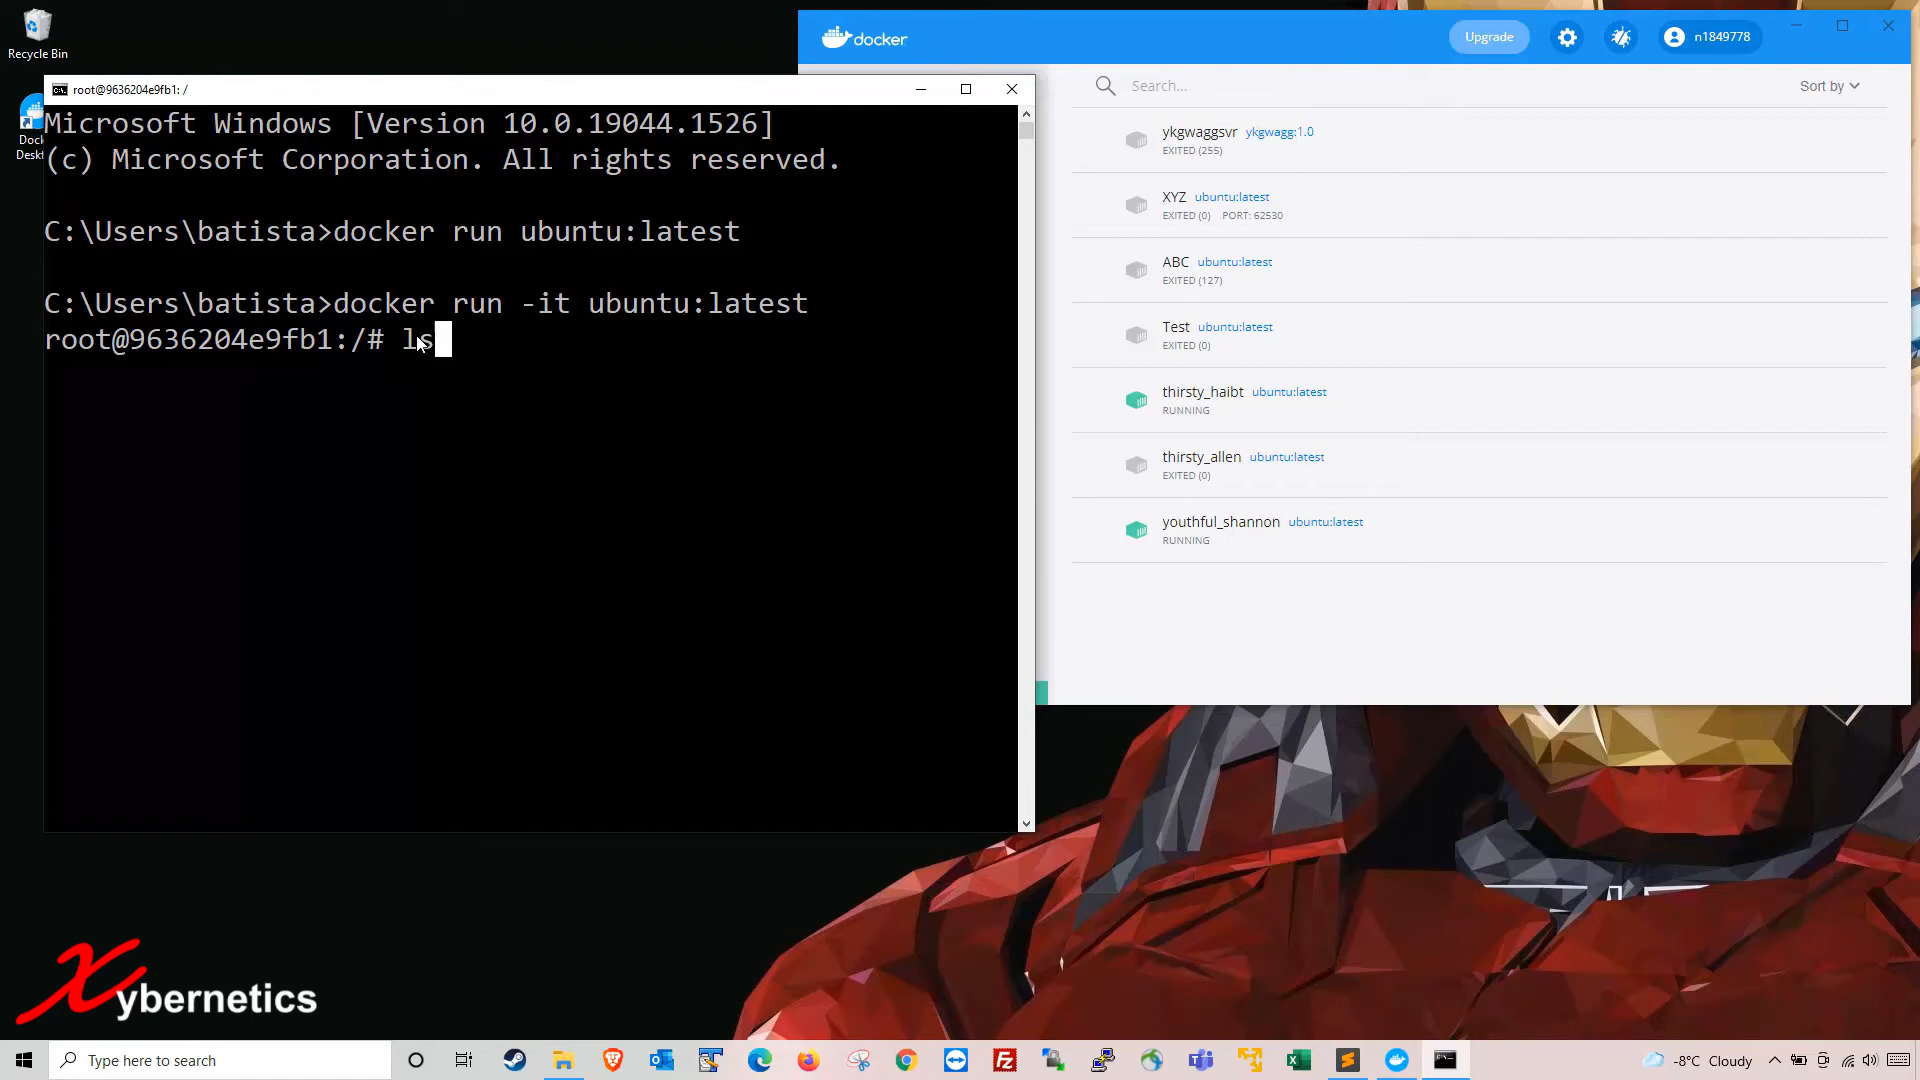 Recycle Bin
Dock
Deskt
root@9636204e9fb1: /
Microsoft Windows [Version 10.0.19044.1526]
(c) Microsoft Corporation. All rights reserved.
C:\Users\batista>docker run ubuntu:latest
C:\Users\batista>docker run -it ubuntu:latest
root@9636204e9fb1:/# ls
docker
Upgrade
n1849778
Search...
Sort by
ykgwaggsvr ykgwagg:1.0
EXITED (255)
XYZ ubuntu:latest
EXITED (0) PORT: 62530
ABC ubuntu:latest
EXITED (127)
Test ubuntu:latest
EXITED (0)
thirsty_haibt ubuntu:latest
RUNNING
thirsty_allen ubuntu:latest
EXITED (0)
youthful_shannon ubuntu:latest
RUNNING
Xybernetics
Type here to search
-8°C Cloudy